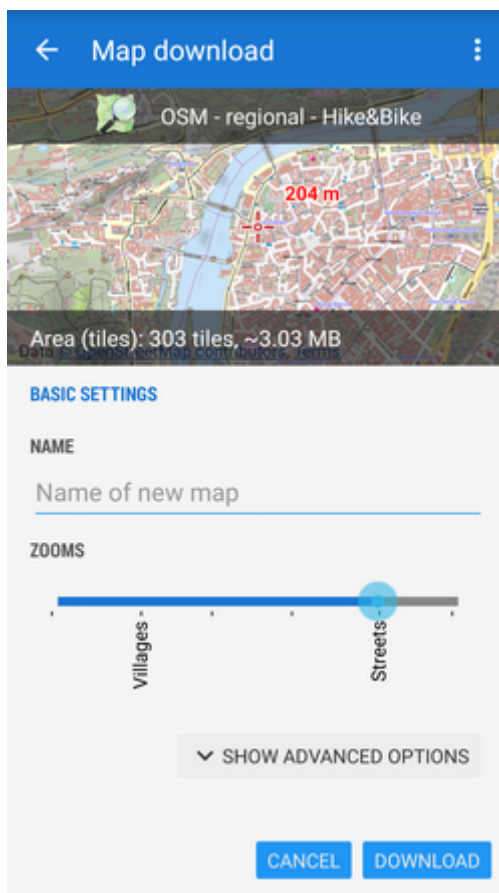 Map download
OSM - regional - Hike&Bike
204 m
Area (tiles): 303 tiles, ~3.03 MB
Data © OpenStreetMap contributors, Terms
BASIC SETTINGS
NAME
Name of new map
ZOOMS
Villages
Streets
SHOW ADVANCED OPTIONS
CANCEL DOWNLOAD